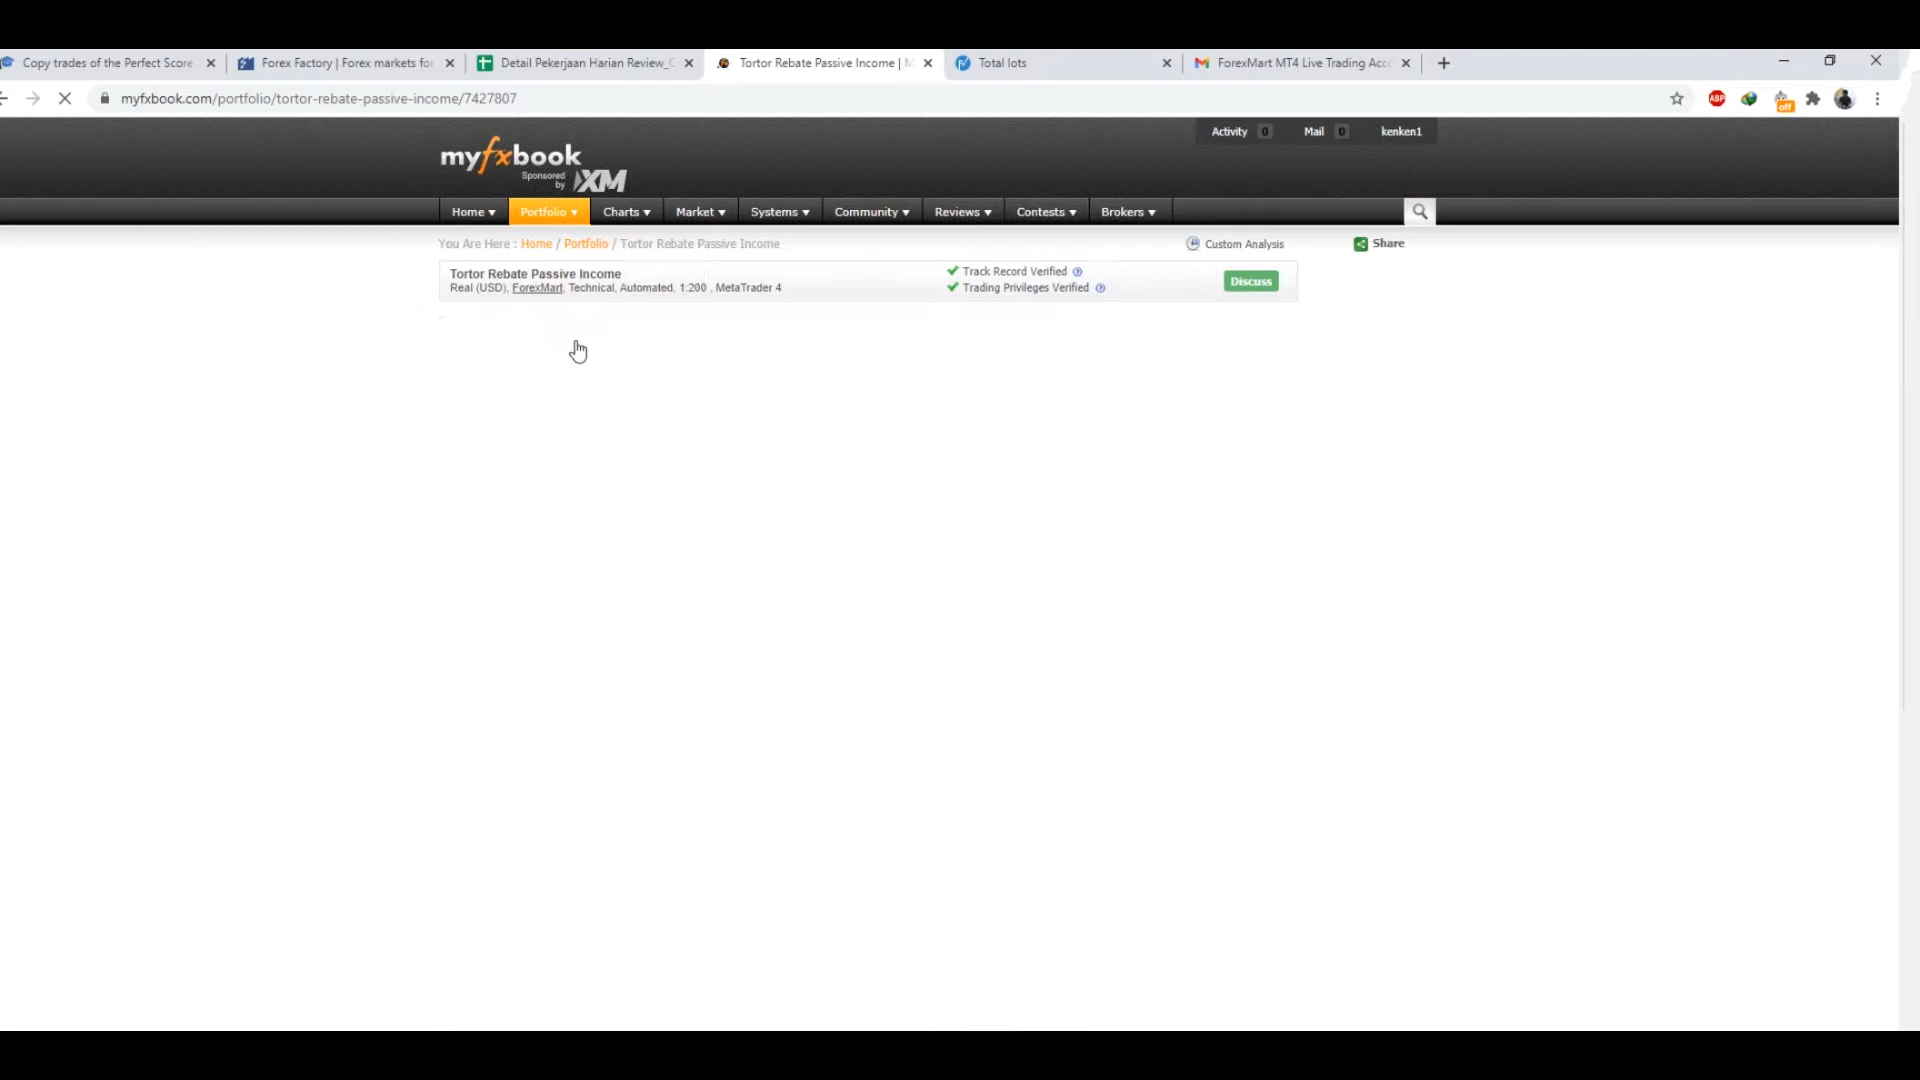 Copy trades of the Perfect Score
Forex Factory | Forex markets for
Detail Pekerjaan Harian Review_
Tortor Rebate Passive Income | M
Total lots
ForexMart MT4 Live Trading Acc
myfxbook.com/portfolio/tortor-rebate-passive-income/7427807
ABP
off
Activity 0 Mail 0 kenken1
myfxbook
Sponsored by XM
Home Portfolio Charts Market Systems Community Reviews Contests Brokers
You Are Here : Home / Portfolio / Tortor Rebate Passive Income
Custom Analysis
Share
Tortor Rebate Passive Income
Real (USD), ForexMart, Technical, Automated, 1:200 , MetaTrader 4
Track Record Verified
Trading Privileges Verified
Discuss